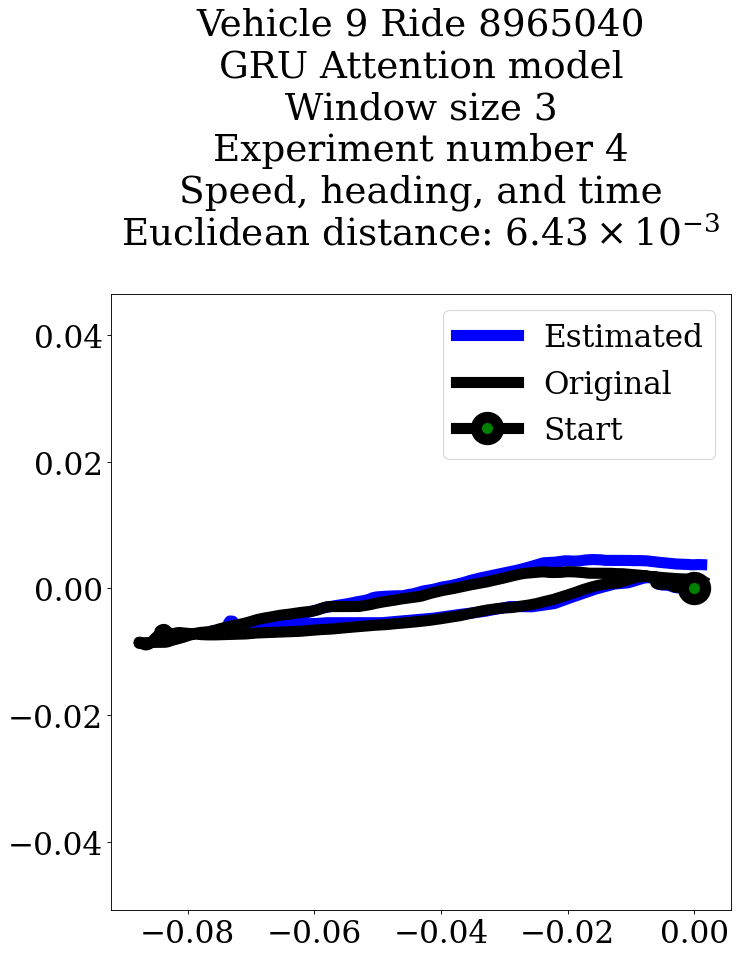 Vehicle 9 Ride 8965040
GRU Attention model
Window size 3
Experiment number 4
Speed, heading, and time
Euclidean distance: 6.43 × 10⁻³
Estimated
Original
Start
0.04
0.02
0.00
−0.02
−0.04
−0.08 −0.06 −0.04 −0.02 0.00